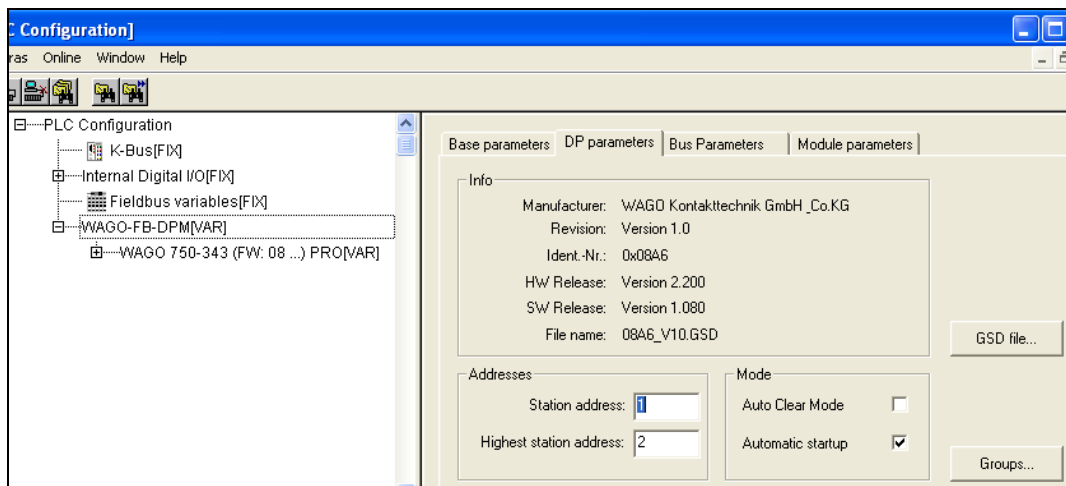 C Configuration]
ras Online Window Help
PLC Configuration
K-Bus[FIX]
Internal Digital I/O[FIX]
Fieldbus variables[FIX]
WAGO-FB-DPM[VAR]
WAGO 750-343 (FW: 08 ...) PRO[VAR]
Base parameters DP parameters Bus Parameters Module parameters
Info
Manufacturer: WAGO Kontakttechnik GmbH _Co.KG
Revision: Version 1.0
Ident.-Nr.: 0x08A6
HW Release: Version 2.200
SW Release: Version 1.080
File name: 08A6_V10.GSD
GSD file...
Addresses
Station address: 1
Highest station address: 2
Mode
Auto Clear Mode
Automatic startup
Groups...